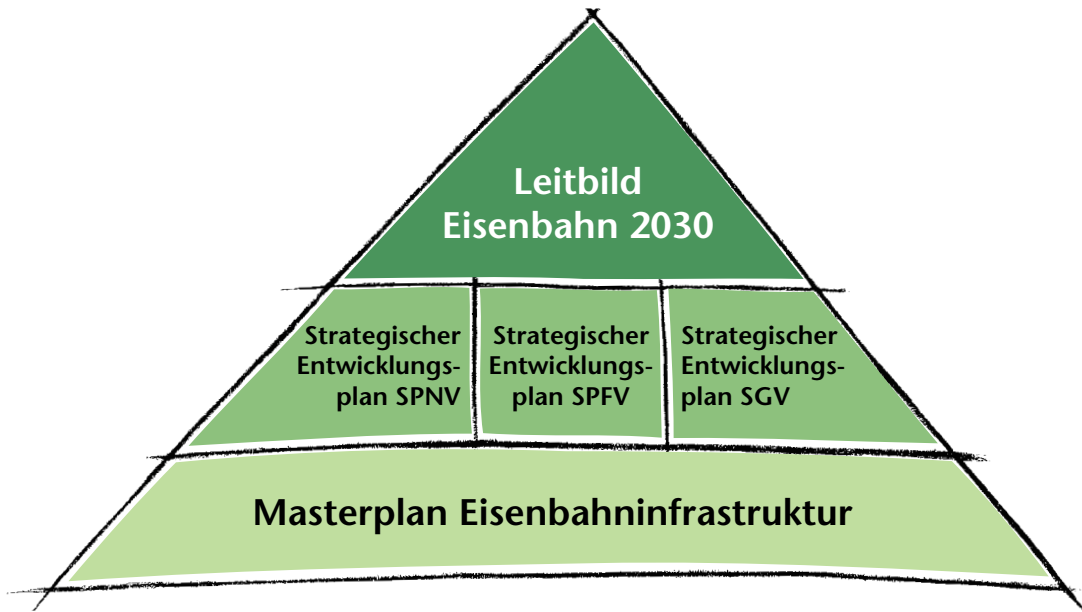 Leitbild
Eisenbahn 2030
Strategischer
Entwicklungs-
plan SPNV
Strategischer
Entwicklungs-
plan SPFV
Strategischer
Entwicklungs-
plan SGV
Masterplan Eisenbahninfrastruktur